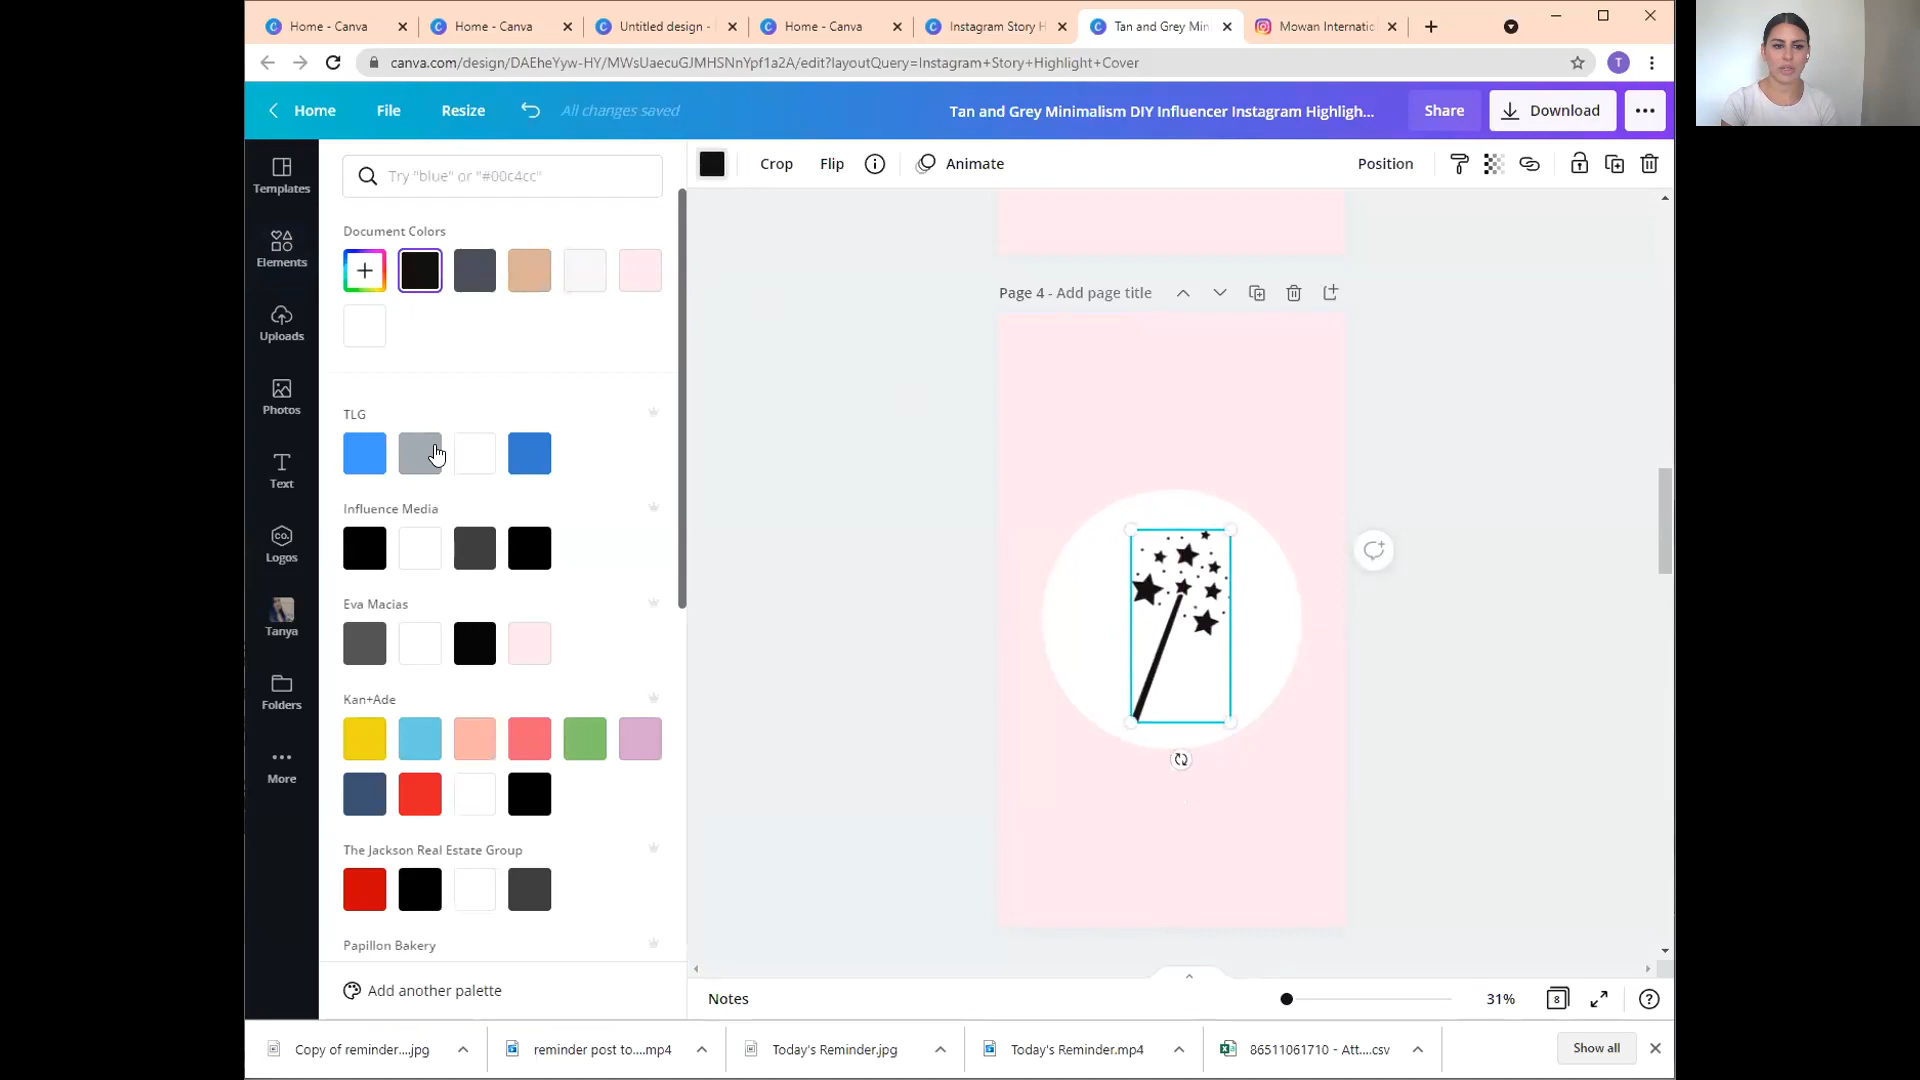 Home - Canva
Home - Canva
Untitled design -
Home - Canva
Instagram Story H
Tan and Grey Min
Mowan Internatic
canva.com/design/DAEheYyw-HY/MWsUaecuGJMHSNnYpf1a2A/edit?layoutQuery=Instagram+Story+Highlight+Cover
T
Home
File
Resize
All changes saved
Tan and Grey Minimalism DIY Influencer Instagram Highligh...
Share
Download
Templates
Elements
Uploads
Photos
Text
CO.
Logos
Tanya
Folders
More
Try "blue" or "#00c4cc"
Document Colors
TLG
Influence Media
Eva Macias
Kan+Ade
The Jackson Real Estate Group
Papillon Bakery
Add another palette
Crop
Flip
Animate
Position
Page 4 - Add page title
Notes
31%
8
Copy of reminder....jpg
reminder post to....mp4
Today's Reminder.jpg
Today's Reminder.mp4
86511061710 - Att....csv
Show all